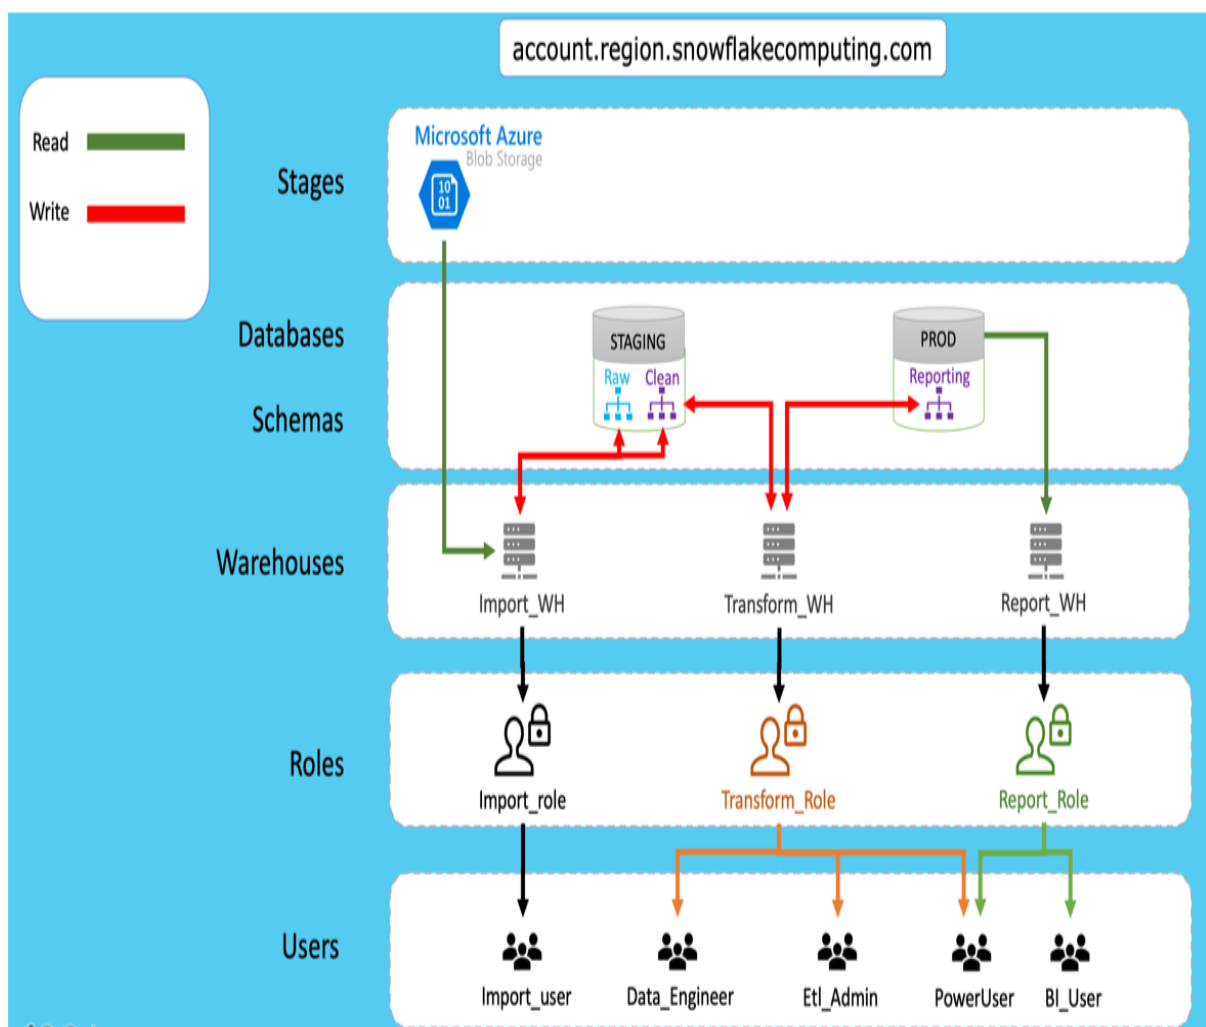 account.region.snowflakecomputing.com
Read
Write
Stages
Microsoft Azure
Blob Storage
10
01
Databases
Schemas
STAGING
Raw Clean
PROD
Reporting
Warehouses
Import_WH
Transform_WH
Report_WH
Roles
Import_role
Transform_Role
Report_Role
Users
Import_user
Data_Engineer
Etl_Admin
PowerUser
BI_User